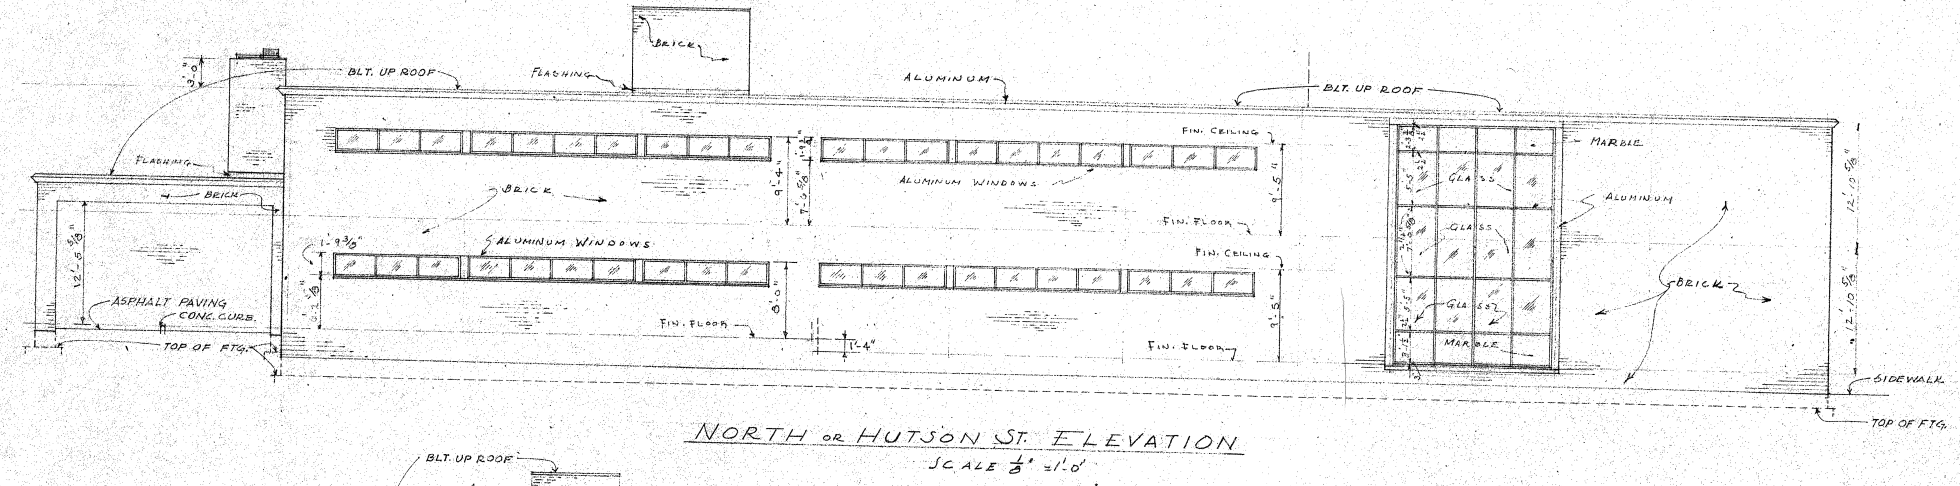 BRICK
3'-0"
BLT. UP ROOF
FLASHING
ALUMINUM
BLT. UP ROOF
FIN. CEILING
MARBLE
FLASHING
BRICK
BRICK
9'-4"
7'-6 5/8"
ALUMINUM WINDOWS
9'-5"
GLASS
ALUMINUM
12'-10 5/8"
FIN. FLOOR
GLASS
12'-5 5/8"
1'-9 3/8"
ALUMINUM WINDOWS
FIN. CEILING
8'-0"
9'-5"
BRICK
12'-10 5/8"
ASPHALT PAVING
CONC. CURB.
GLASS
FIN. FLOOR
1'-4"
FIN. FLOOR
MARBLE
TOP OF FTG.
SIDEWALK
TOP OF FTG.
NORTH OR HUTSON ST. ELEVATION
SCALE 1/8" = 1'-0"
BLT. UP ROOF